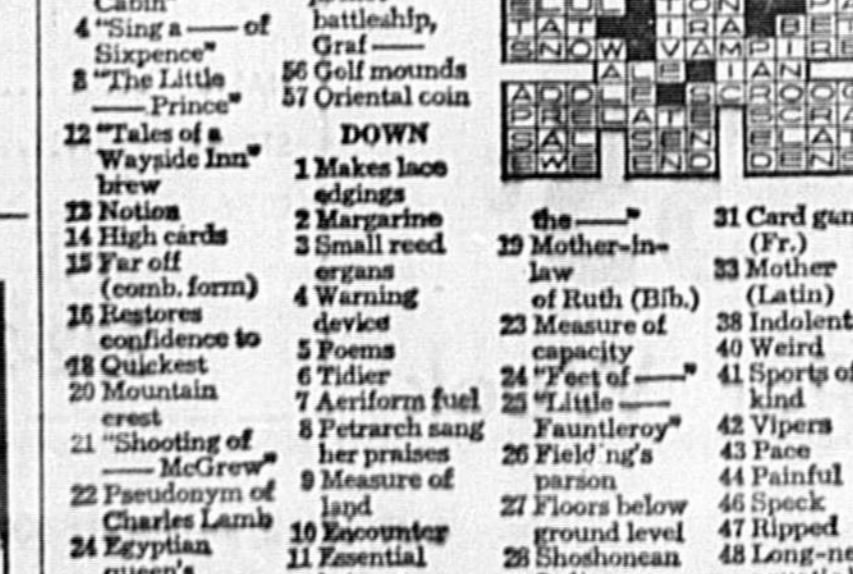 Cabin"
4 "Sing a —— of
Sixpence"
8 "The Little
—— Prince"
12 "Tales of a
Wayside Inn"
brew
13 Notion
14 High cards
15 Far off
(comb. form)
16 Restores
confidence to
18 Quickest
20 Mountain
crest
21 "Shooting of
—— McGrew"
22 Pseudonym of
Charles Lamb
24 Egyptian
queen's
battleship,
Graf ——
56 Golf mounds
57 Oriental coin
DOWN
1 Makes lace
edgings
2 Margarine
3 Small reed
organs
4 Warning
device
5 Poems
6 Tidier
7 Aeriform fuel
8 Petrarch sang
her praises
9 Measure of
land
10 Encounter
11 Essential
TAT IRA BE
SNOW VAMPIRE
ALE IAN
ADDLE SCROO
PRELATE SCRA
SAL SEN ELA
EWE END DENS
the ——"
19 Mother-in-
law
of Ruth (Bib.)
23 Measure of
capacity
24 "Feet of ——"
25 "Little ——
Fauntleroy"
26 Field ng's
parson
27 Floors below
ground level
28 Shoshonean
31 Card gam
(Fr.)
33 Mother
(Latin)
38 Indolent
40 Weird
41 Sports of
kind
42 Vipers
43 Pace
44 Painful
46 Speck
47 Ripped
48 Long-ne